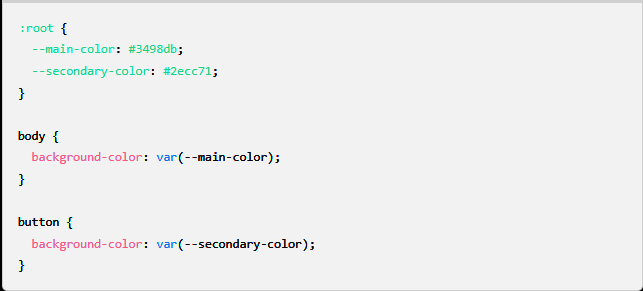 :root {
  --main-color: #3498db;
  --secondary-color: #2ecc71;
}

body {
  background-color: var(--main-color);
}

button {
  background-color: var(--secondary-color);
}